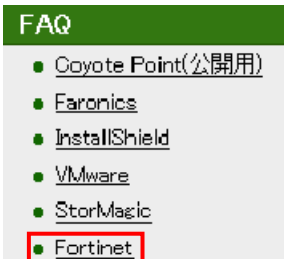 FAQ
Coyote Point(公開用)
Faronics
InstallShield
VMware
StorMagic
Fortinet